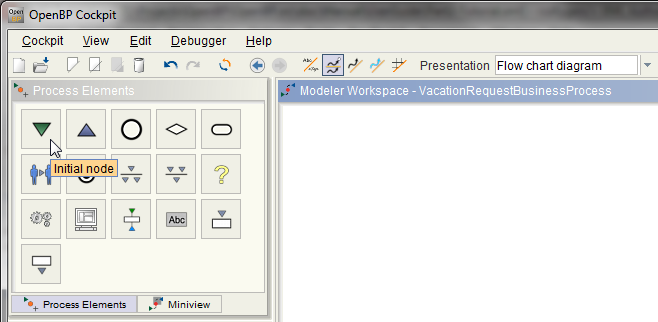 OpenBP Cockpit
Cockpit View Edit Debugger Help
Presentation Flow chart diagram
Process Elements
Modeler Workspace - VacationRequestBusinessProcess
Initial node
?
Abc
Process Elements Miniview